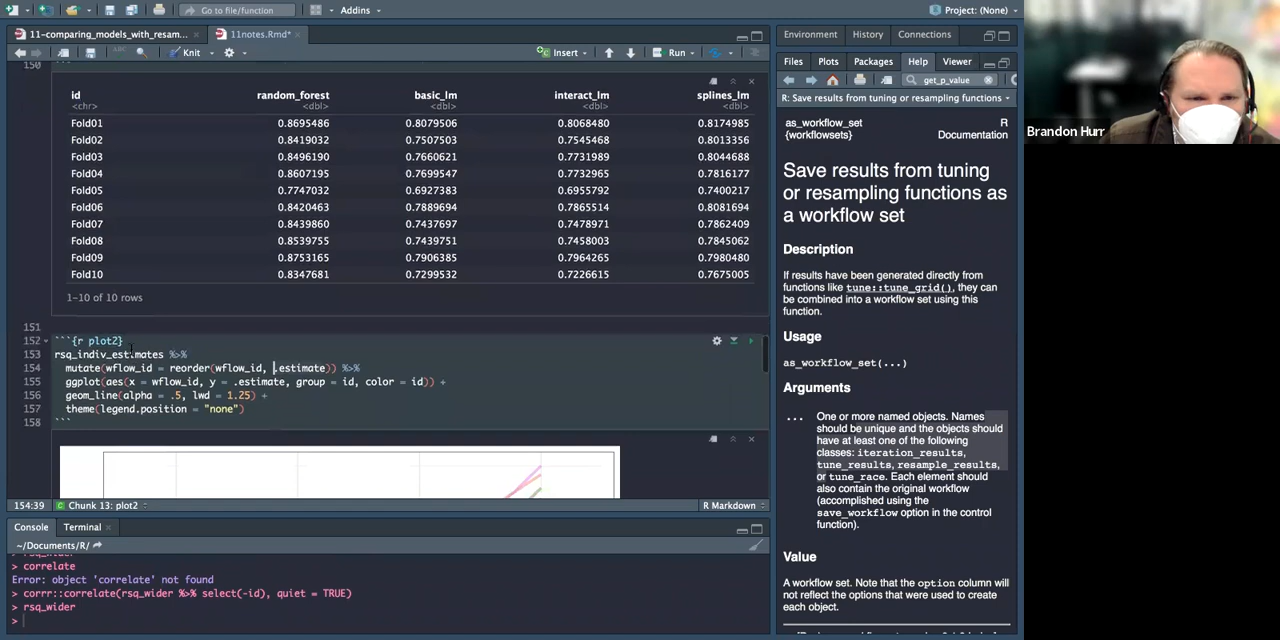 Go to file/function
Addins
Project: (None)
11-comparing_models_with_resam...
11notes.Rmd*
Knit
Insert
Run
150
id random_forest basic_lm interact_lm splines_lm
<chr> <dbl> <dbl> <dbl> <dbl>
Fold01 0.8695486 0.8079506 0.8068480 0.8174985
Fold02 0.8419032 0.7507503 0.7545468 0.8013356
Fold03 0.8496190 0.7660621 0.7731989 0.8044688
Fold04 0.8607195 0.7699547 0.7732965 0.7816177
Fold05 0.7747032 0.6927383 0.6955792 0.7400217
Fold06 0.8420463 0.7889694 0.7865514 0.8081694
Fold07 0.8439860 0.7437697 0.7478971 0.7862409
Fold08 0.8539755 0.7439751 0.7458003 0.7845062
Fold09 0.8753165 0.7906385 0.7964265 0.7980480
Fold10 0.8347681 0.7299532 0.7226615 0.7675005
1-10 of 10 rows
151
152 ```{r plot2}
153 rsq_indiv_estimates %>%
154 mutate(wflow_id = reorder(wflow_id, .estimate)) %>%
155 ggplot(aes(x = wflow_id, y = .estimate, group = id, color = id)) +
156 geom_line(alpha = .5, lwd = 1.25) +
157 theme(legend.position = "none")
158 ```
154:39 Chunk 13: plot2 R Markdown
Console Terminal
~/Documents/R/
> rsq_wider
> correlate
Error: object 'correlate' not found
> corrr::correlate(rsq_wider %>% select(-id), quiet = TRUE)
> rsq_wider
>
Environment History Connections
Files Plots Packages Help Viewer
get_p_value
R: Save results from tuning or resampling functions
as_workflow_set R
{workflowsets} Documentation
Save results from tuning
or resampling functions as
a workflow set
Description
If results have been generated directly from
functions like tune::tune_grid(), they can
be combined into a workflow set using this
function.
Usage
as_workflow_set(...)
Arguments
... One or more named objects. Names
should be unique and the objects should
have at least one of the following
classes: iteration_results,
tune_results, resample_results,
or tune_race. Each element should
also contain the original workflow
(accomplished using the
save_workflow option in the control
function).
Value
A workflow set. Note that the option column will
not reflect the options that were used to create
each object.
Brandon Hurr